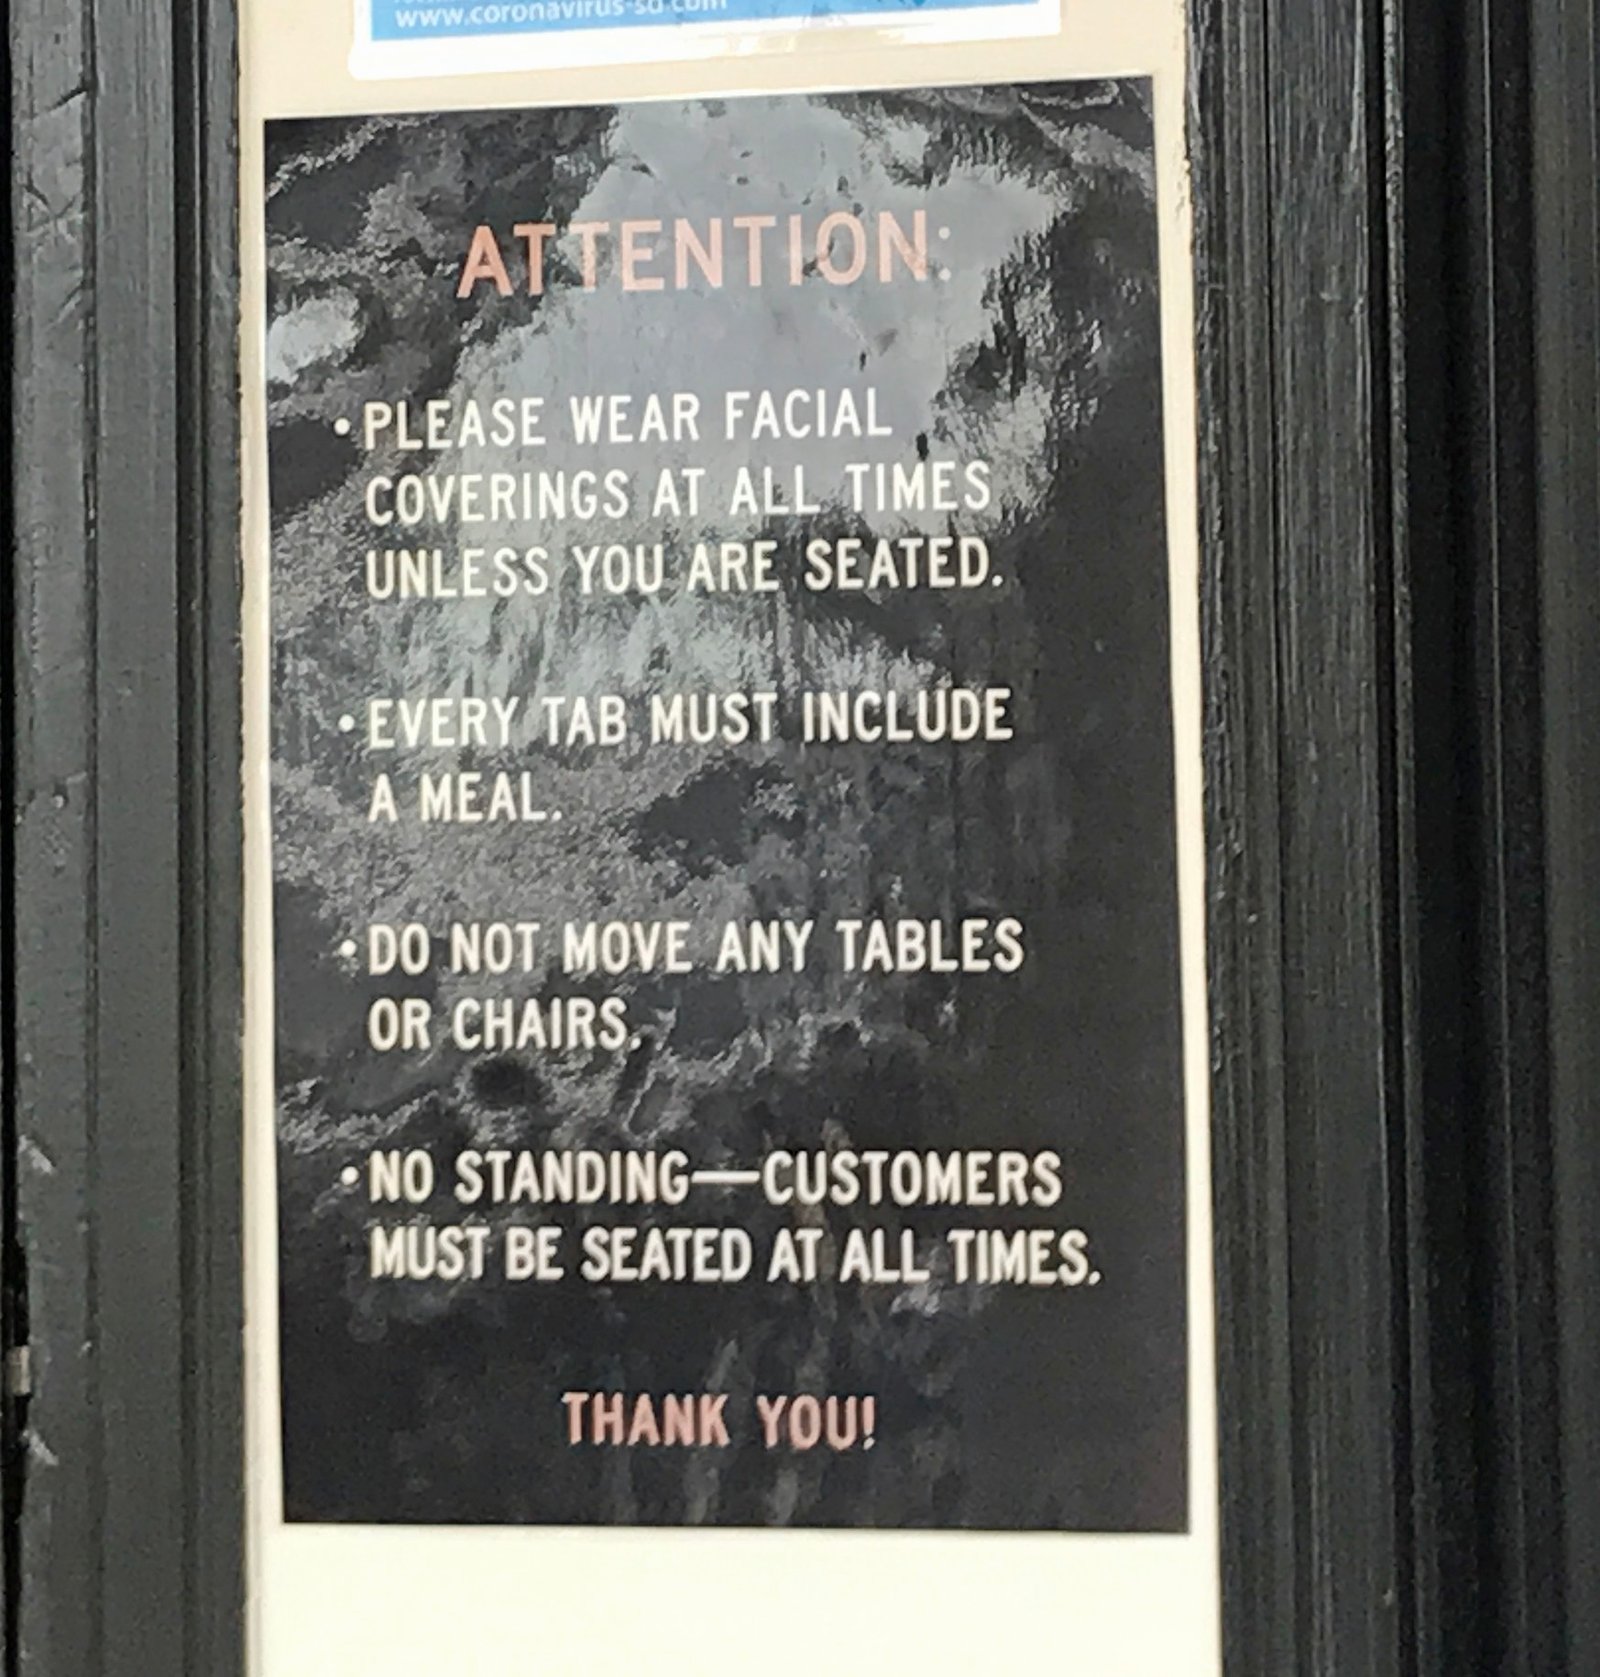 www.coronavirus-sd.com
ATTENTION:
• PLEASE WEAR FACIAL
COVERINGS AT ALL TIMES
UNLESS YOU ARE SEATED.
• EVERY TAB MUST INCLUDE
A MEAL.
• DO NOT MOVE ANY TABLES
OR CHAIRS.
• NO STANDING—CUSTOMERS
MUST BE SEATED AT ALL TIMES.
THANK YOU!